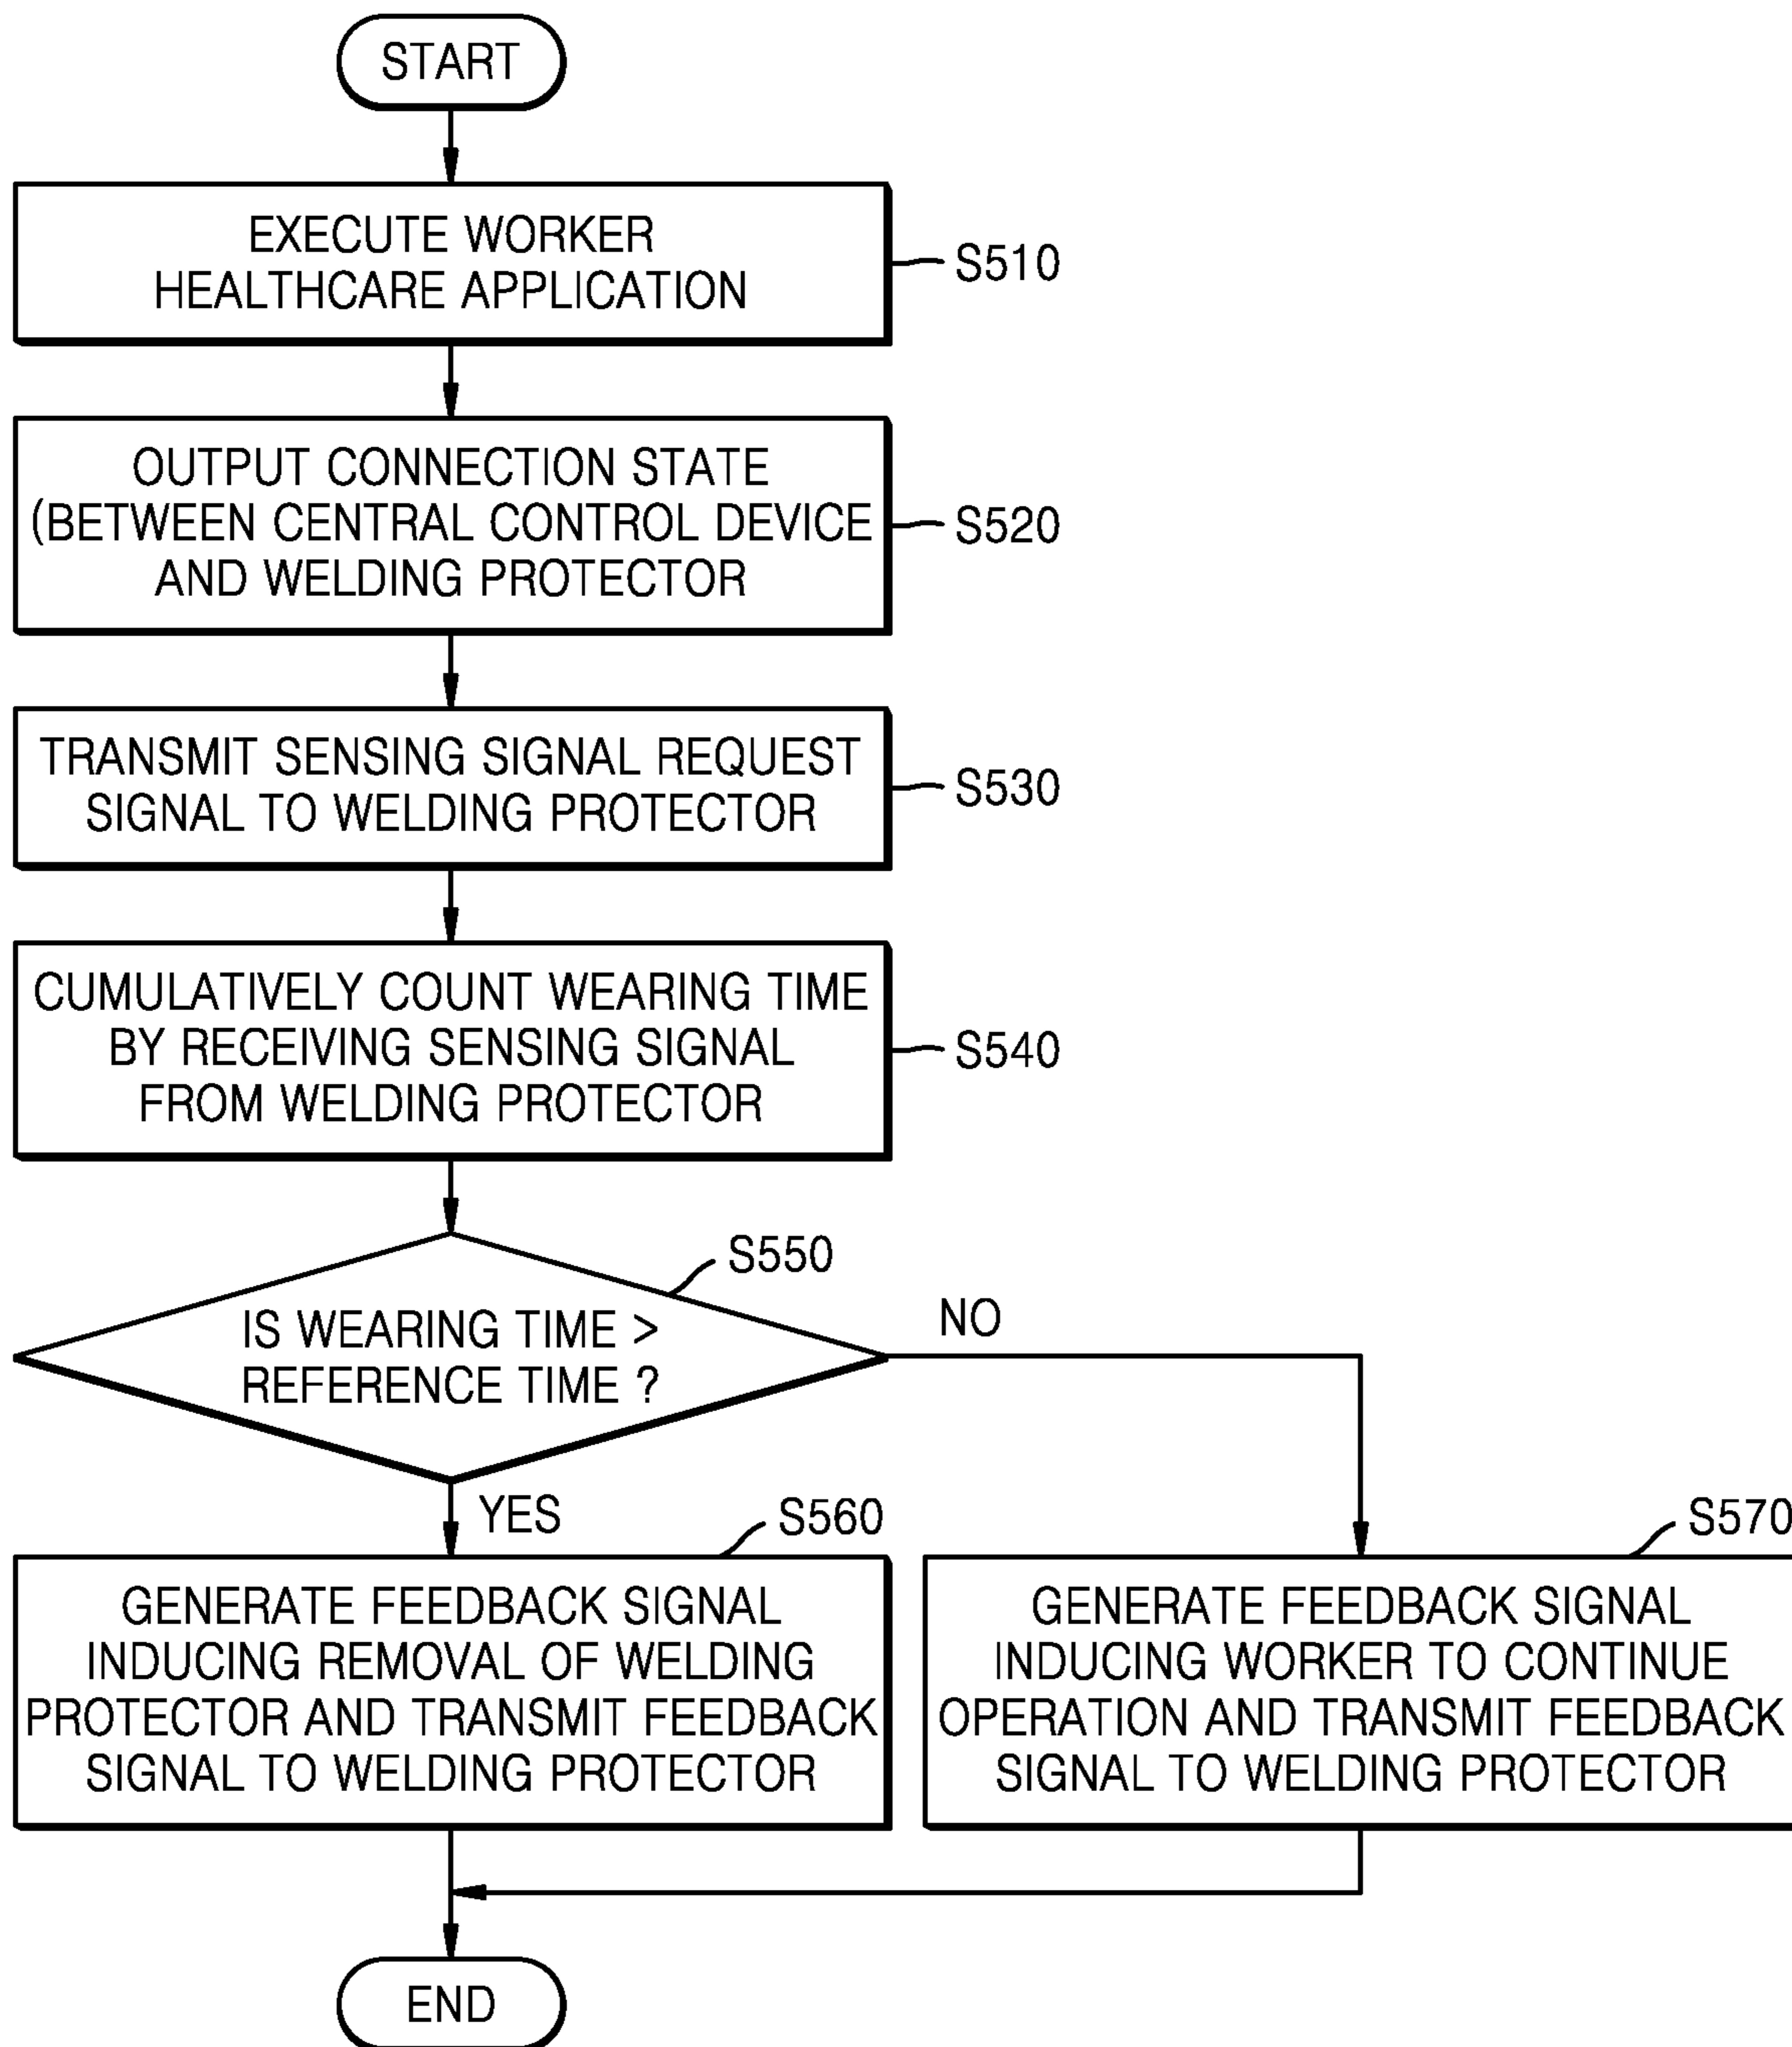 START
EXECUTE WORKER
HEALTHCARE APPLICATION
S510
OUTPUT CONNECTION STATE
(BETWEEN CENTRAL CONTROL DEVICE
AND WELDING PROTECTOR
S520
TRANSMIT SENSING SIGNAL REQUEST
SIGNAL TO WELDING PROTECTOR
S530
CUMULATIVELY COUNT WEARING TIME
BY RECEIVING SENSING SIGNAL
FROM WELDING PROTECTOR
S540
S550
IS WEARING TIME >
REFERENCE TIME ?
NO
YES
S560
GENERATE FEEDBACK SIGNAL
INDUCING REMOVAL OF WELDING
PROTECTOR AND TRANSMIT FEEDBACK
SIGNAL TO WELDING PROTECTOR
S570
GENERATE FEEDBACK SIGNAL
INDUCING WORKER TO CONTINUE
OPERATION AND TRANSMIT FEEDBACK
SIGNAL TO WELDING PROTECTOR
END